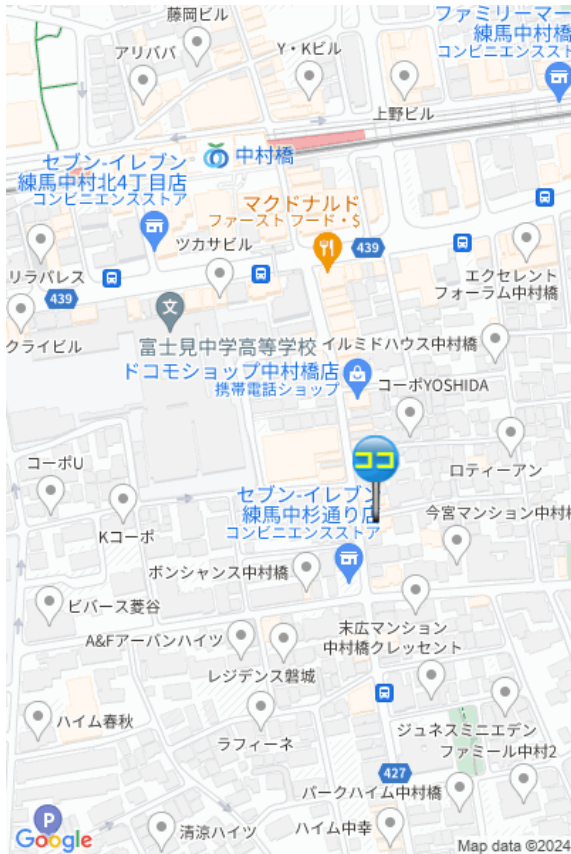 藤岡ビル
ファミリーマー
練馬中村橋
コンビニエンススト
アリババ
Y・Kビル
上野ビル
中村橋
セブン-イレブン
練馬中村北4丁目店
コンビニエンスストア
マクドナルド
ファースト フード・$
ツカサビル
439
リラパレス
439
エクセレント
フォーラム中村橋
クライビル
文
富士見中学高等学校
イルミドハウス中村橋
ドコモショップ中村橋店
携帯電話ショップ
コーポYOSHIDA
ココ
コーポU
ロティーアン
セブン-イレブン
練馬中杉通り店
コンビニエンスストア
今宮マンション中村
Kコーポ
ボンシャンス中村橋
ビバース菱谷
末広マンション
中村橋クレッセント
A&Fアーバンハイツ
レジデンス磐城
ハイム春秋
ラフィーネ
ジュネスミニエデン
ファミール中村2
427
パークハイム中村橋
P
清涼ハイツ
ハイム中幸
Google
Map data ©2024